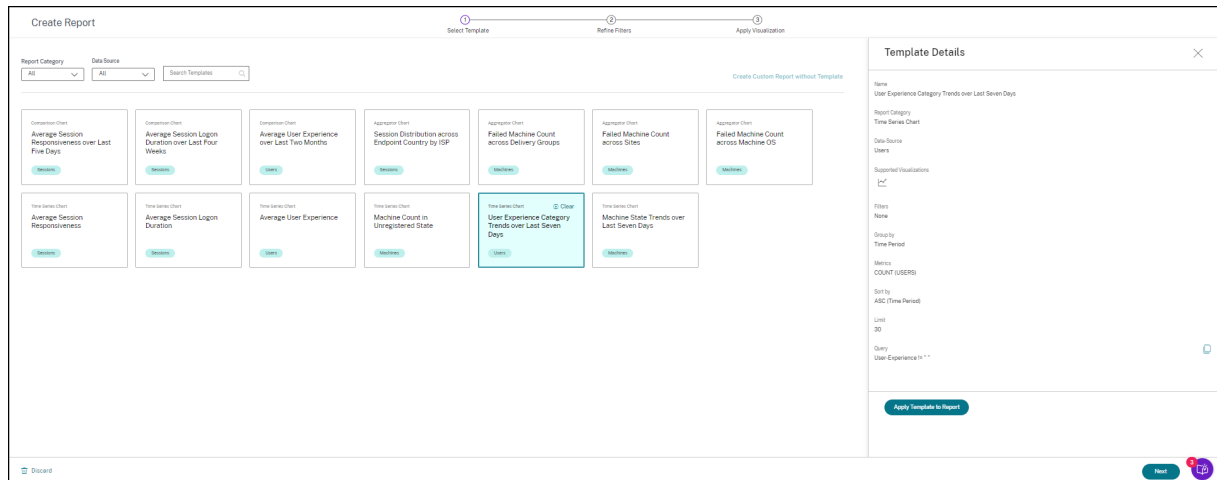 Create Report
1
Select Template
2
Refine Filters
3
Apply Visualization
Report Category
All
Data Source
All
Search Templates
Create Custom Report without Template
Comparison Chart
Average Session
Responsiveness over Last
Five Days
Sessions
Comparison Chart
Average Session Logon
Duration over Last Four
Weeks
Sessions
Comparison Chart
Average User Experience
over Last Two Months
Users
Aggregator Chart
Session Distribution across
Endpoint Country by ISP
Sessions
Aggregator Chart
Failed Machine Count
across Delivery Groups
Machines
Aggregator Chart
Failed Machine Count
across Sites
Machines
Aggregator Chart
Failed Machine Count
across Machine OS
Machines
Time Series Chart
Average Session
Responsiveness
Sessions
Time Series Chart
Average Session Logon
Duration
Sessions
Time Series Chart
Average User Experience
Users
Time Series Chart
Machine Count in
Unregistered State
Machines
Time Series Chart
Clear
User Experience Category
Trends over Last Seven
Days
Users
Time Series Chart
Machine State Trends over
Last Seven Days
Machines
Template Details
Name
User Experience Category Trends over Last Seven Days
Report Category
Time Series Chart
Data-Source
Users
Supported Visualizations
Filters
None
Group by
Time Period
Metrics
COUNT (USERS)
Sort by
ASC (Time Period)
Limit
30
Query
User-Experience != " "
Apply Template to Report
Discard
Next
3